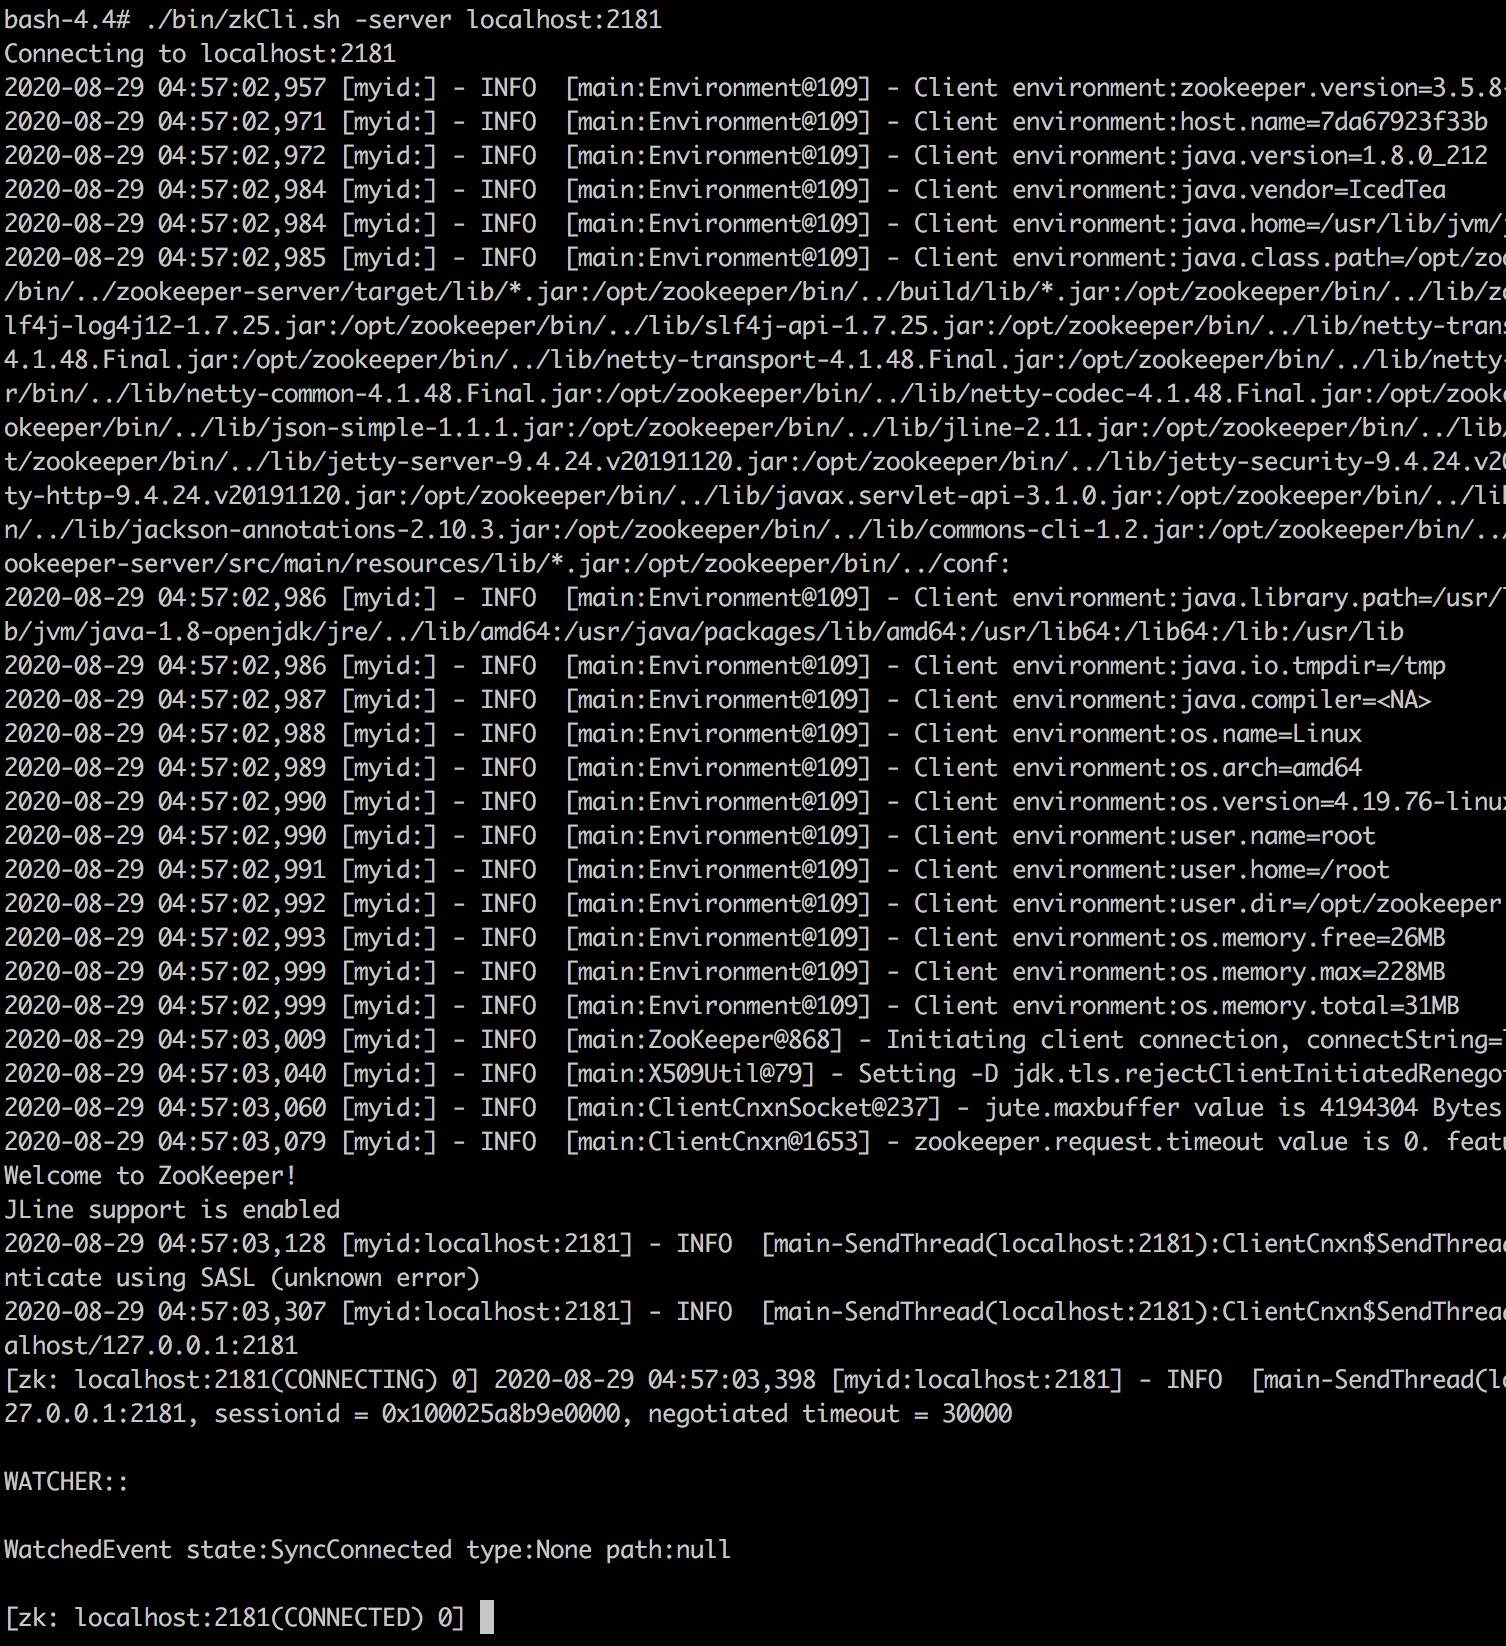 bash-4.4# ./bin/zkCli.sh -server localhost:2181
Connecting to localhost:2181
2020-08-29 04:57:02,957 [myid:] - INFO  [main:Environment@109] - Client environment:zookeeper.version=3.5.8-
2020-08-29 04:57:02,971 [myid:] - INFO  [main:Environment@109] - Client environment:host.name=7da67923f33b
2020-08-29 04:57:02,972 [myid:] - INFO  [main:Environment@109] - Client environment:java.version=1.8.0_212
2020-08-29 04:57:02,984 [myid:] - INFO  [main:Environment@109] - Client environment:java.vendor=IcedTea
2020-08-29 04:57:02,984 [myid:] - INFO  [main:Environment@109] - Client environment:java.home=/usr/lib/jvm/j
2020-08-29 04:57:02,985 [myid:] - INFO  [main:Environment@109] - Client environment:java.class.path=/opt/zoo
/bin/../zookeeper-server/target/lib/*.jar:/opt/zookeeper/bin/../build/lib/*.jar:/opt/zookeeper/bin/../lib/zo
lf4j-log4j12-1.7.25.jar:/opt/zookeeper/bin/../lib/slf4j-api-1.7.25.jar:/opt/zookeeper/bin/../lib/netty-trans
4.1.48.Final.jar:/opt/zookeeper/bin/../lib/netty-transport-4.1.48.Final.jar:/opt/zookeeper/bin/../lib/netty-
r/bin/../lib/netty-common-4.1.48.Final.jar:/opt/zookeeper/bin/../lib/netty-codec-4.1.48.Final.jar:/opt/zooke
okeeper/bin/../lib/json-simple-1.1.1.jar:/opt/zookeeper/bin/../lib/jline-2.11.jar:/opt/zookeeper/bin/../lib/
t/zookeeper/bin/../lib/jetty-server-9.4.24.v20191120.jar:/opt/zookeeper/bin/../lib/jetty-security-9.4.24.v20
ty-http-9.4.24.v20191120.jar:/opt/zookeeper/bin/../lib/javax.servlet-api-3.1.0.jar:/opt/zookeeper/bin/../lib
n/../lib/jackson-annotations-2.10.3.jar:/opt/zookeeper/bin/../lib/commons-cli-1.2.jar:/opt/zookeeper/bin/../
ookeeper-server/src/main/resources/lib/*.jar:/opt/zookeeper/bin/../conf:
2020-08-29 04:57:02,986 [myid:] - INFO  [main:Environment@109] - Client environment:java.library.path=/usr/l
b/jvm/java-1.8-openjdk/jre/../lib/amd64:/usr/java/packages/lib/amd64:/usr/lib64:/lib64:/lib:/usr/lib
2020-08-29 04:57:02,986 [myid:] - INFO  [main:Environment@109] - Client environment:java.io.tmpdir=/tmp
2020-08-29 04:57:02,987 [myid:] - INFO  [main:Environment@109] - Client environment:java.compiler=<NA>
2020-08-29 04:57:02,988 [myid:] - INFO  [main:Environment@109] - Client environment:os.name=Linux
2020-08-29 04:57:02,989 [myid:] - INFO  [main:Environment@109] - Client environment:os.arch=amd64
2020-08-29 04:57:02,990 [myid:] - INFO  [main:Environment@109] - Client environment:os.version=4.19.76-linux
2020-08-29 04:57:02,990 [myid:] - INFO  [main:Environment@109] - Client environment:user.name=root
2020-08-29 04:57:02,991 [myid:] - INFO  [main:Environment@109] - Client environment:user.home=/root
2020-08-29 04:57:02,992 [myid:] - INFO  [main:Environment@109] - Client environment:user.dir=/opt/zookeeper
2020-08-29 04:57:02,993 [myid:] - INFO  [main:Environment@109] - Client environment:os.memory.free=26MB
2020-08-29 04:57:02,999 [myid:] - INFO  [main:Environment@109] - Client environment:os.memory.max=228MB
2020-08-29 04:57:02,999 [myid:] - INFO  [main:Environment@109] - Client environment:os.memory.total=31MB
2020-08-29 04:57:03,009 [myid:] - INFO  [main:ZooKeeper@868] - Initiating client connection, connectString=l
2020-08-29 04:57:03,040 [myid:] - INFO  [main:X509Util@79] - Setting -D jdk.tls.rejectClientInitiatedRenegot
2020-08-29 04:57:03,060 [myid:] - INFO  [main:ClientCnxnSocket@237] - jute.maxbuffer value is 4194304 Bytes
2020-08-29 04:57:03,079 [myid:] - INFO  [main:ClientCnxn@1653] - zookeeper.request.timeout value is 0. featu
Welcome to ZooKeeper!
JLine support is enabled
2020-08-29 04:57:03,128 [myid:localhost:2181] - INFO  [main-SendThread(localhost:2181):ClientCnxn$SendThread
nticate using SASL (unknown error)
2020-08-29 04:57:03,307 [myid:localhost:2181] - INFO  [main-SendThread(localhost:2181):ClientCnxn$SendThread
alhost/127.0.0.1:2181
[zk: localhost:2181(CONNECTING) 0] 2020-08-29 04:57:03,398 [myid:localhost:2181] - INFO  [main-SendThread(lo
27.0.0.1:2181, sessionid = 0x100025a8b9e0000, negotiated timeout = 30000
WATCHER::
WatchedEvent state:SyncConnected type:None path:null
[zk: localhost:2181(CONNECTED) 0]